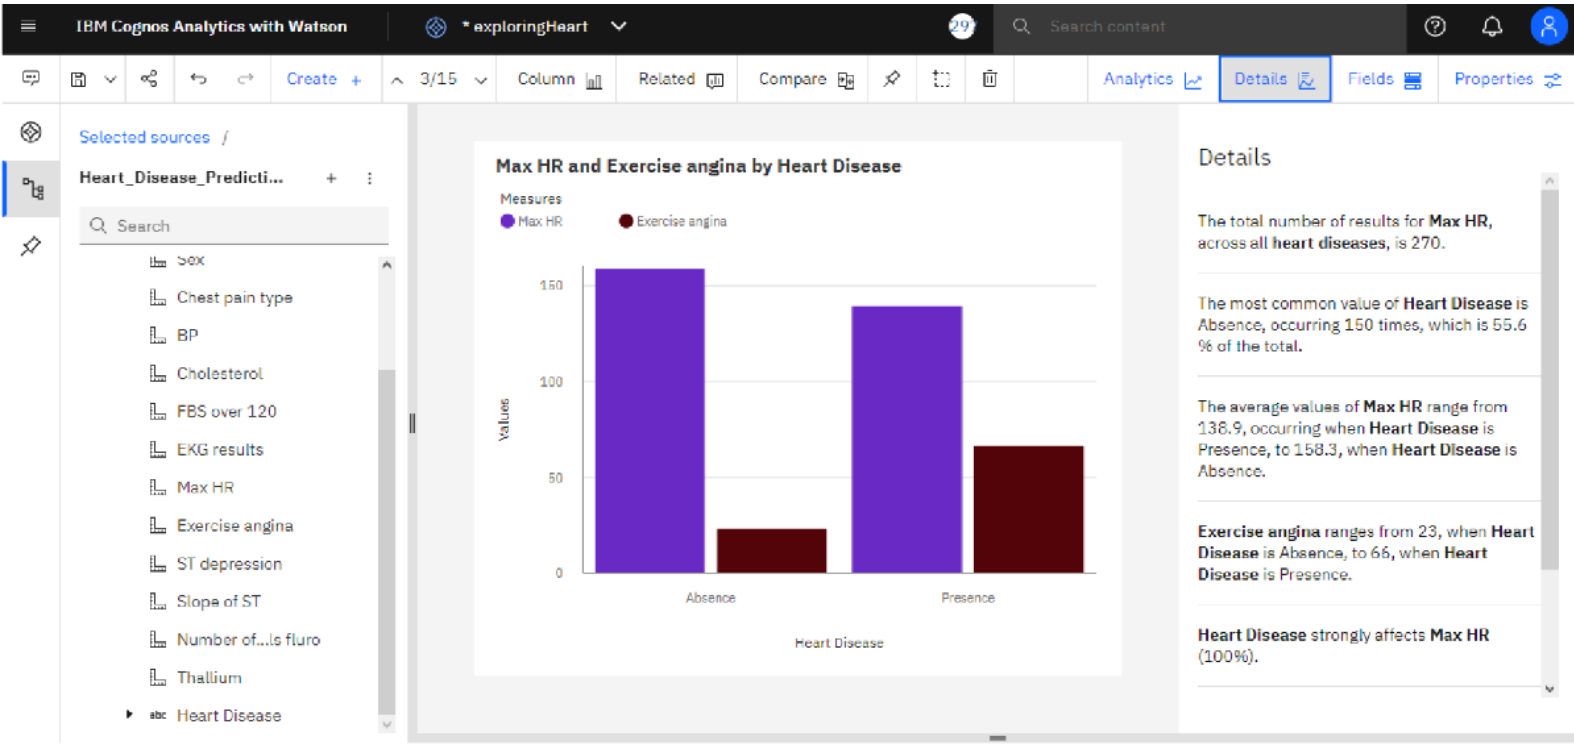 IBM Cognos Analytics with Watson
* exploringHeart
29
Search content
Create +
3/15
Column
Related
Compare
Analytics
Details
Fields
Properties
Selected sources /
Heart_Disease_Predicti...
Search
Sex
Chest pain type
BP
Cholesterol
FBS over 120
EKG results
Max HR
Exercise angina
ST depression
Slope of ST
Number of...ls fluro
Thallium
abc Heart Disease
Max HR and Exercise angina by Heart Disease
Measures
Max HR
Exercise angina
150
100
50
0
Values
Absence
Presence
Heart Disease
Details
The total number of results for Max HR,
across all heart diseases, is 270.
The most common value of Heart Disease is
Absence, occurring 150 times, which is 55.6
% of the total.
The average values of Max HR range from
138.9, occurring when Heart Disease is
Presence, to 158.3, when Heart Disease is
Absence.
Exercise angina ranges from 23, when Heart
Disease is Absence, to 66, when Heart
Disease is Presence.
Heart Disease strongly affects Max HR
(100%).